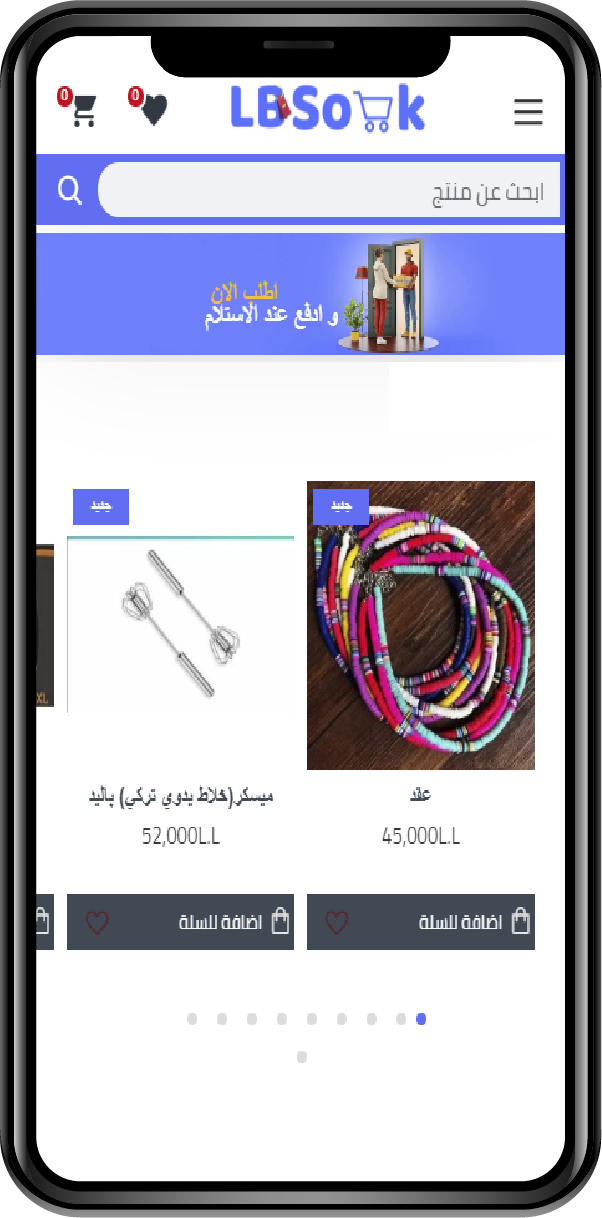 0
0
LBSouk
ابحث عن منتج
اطلب الان
و ادفع عند الاستلام
جديد
جديد
XL
عقد
45,000L.L
ميسكر(خلاط يدوي تركي) باليد
52,000L.L
اضافة للسلة
اضافة للسلة